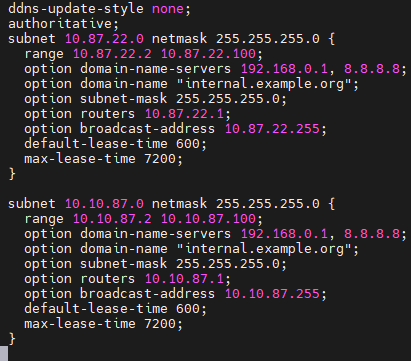 ddns-update-style none;
authoritative;
subnet 10.87.22.0 netmask 255.255.255.0 {
  range 10.87.22.2 10.87.22.100;
  option domain-name-servers 192.168.0.1, 8.8.8.8;
  option domain-name "internal.example.org";
  option subnet-mask 255.255.255.0;
  option routers 10.87.22.1;
  option broadcast-address 10.87.22.255;
  default-lease-time 600;
  max-lease-time 7200;
}

subnet 10.10.87.0 netmask 255.255.255.0 {
  range 10.10.87.2 10.10.87.100;
  option domain-name-servers 192.168.0.1, 8.8.8.8;
  option domain-name "internal.example.org";
  option subnet-mask 255.255.255.0;
  option routers 10.10.87.1;
  option broadcast-address 10.10.87.255;
  default-lease-time 600;
  max-lease-time 7200;
}